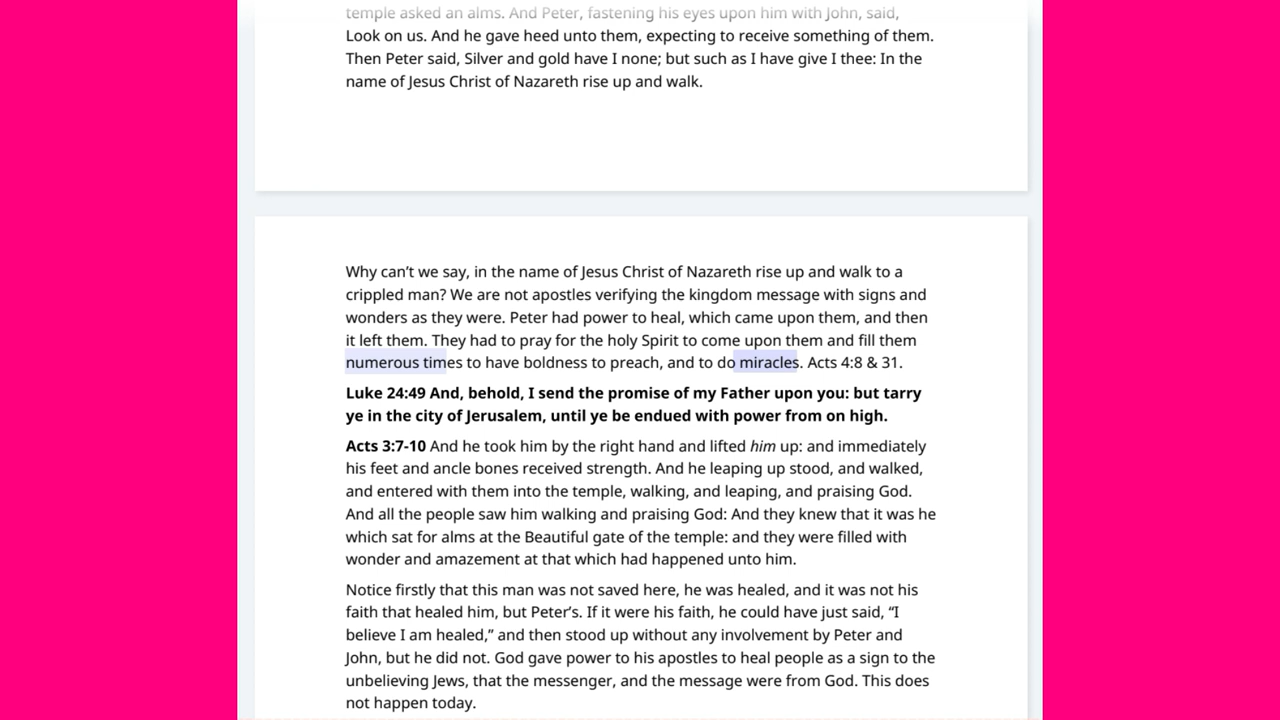 temple asked an alms. And Peter, fastening his eyes upon him with John, said,
Look on us. And he gave heed unto them, expecting to receive something of them.
Then Peter said, Silver and gold have I none; but such as I have give I thee: In the
name of Jesus Christ of Nazareth rise up and walk.
Why can’t we say, in the name of Jesus Christ of Nazareth rise up and walk to a
crippled man? We are not apostles verifying the kingdom message with signs and
wonders as they were. Peter had power to heal, which came upon them, and then
it left them. They had to pray for the holy Spirit to come upon them and fill them
numerous times to have boldness to preach, and to do miracles. Acts 4:8 & 31.
Luke 24:49 And, behold, I send the promise of my Father upon you: but tarry
ye in the city of Jerusalem, until ye be endued with power from on high.
Acts 3:7-10 And he took him by the right hand and lifted him up: and immediately
his feet and ancle bones received strength. And he leaping up stood, and walked,
and entered with them into the temple, walking, and leaping, and praising God.
And all the people saw him walking and praising God: And they knew that it was he
which sat for alms at the Beautiful gate of the temple: and they were filled with
wonder and amazement at that which had happened unto him.
Notice firstly that this man was not saved here, he was healed, and it was not his
faith that healed him, but Peter’s. If it were his faith, he could have just said, “I
believe I am healed,” and then stood up without any involvement by Peter and
John, but he did not. God gave power to his apostles to heal people as a sign to the
unbelieving Jews, that the messenger, and the message were from God. This does
not happen today.